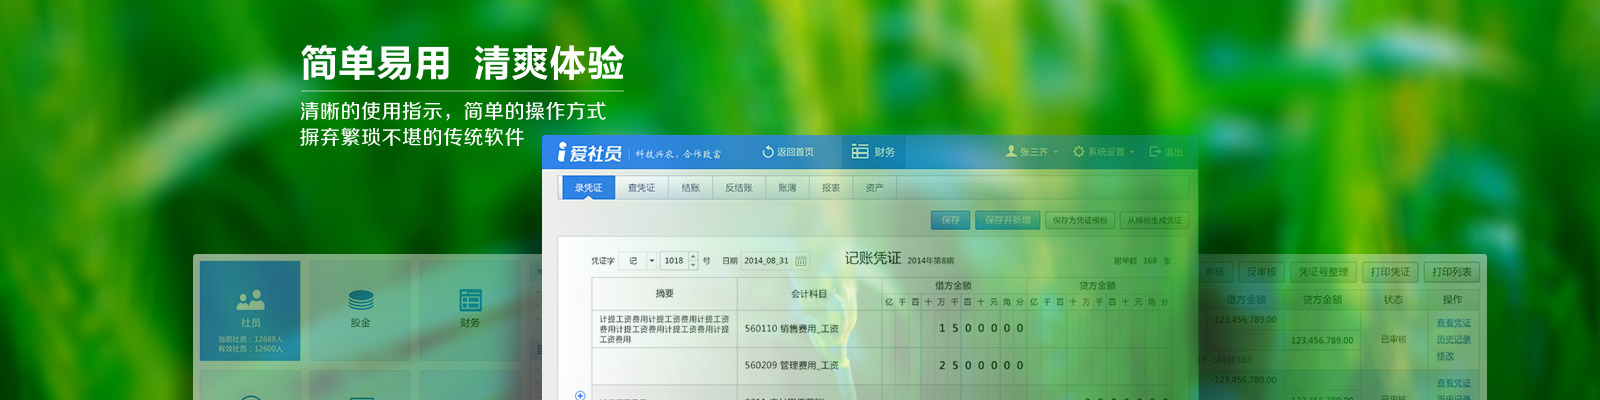 简单易用 清爽体验
清晰的使用指示，简单的操作方式
摒弃繁琐不堪的传统软件
爱社员 科技兴农，合作致富 返回首页 财务 张三齐 系统设置 退出
录凭证 查凭证 结账 反结账 账簿 报表 资产
保存 保存并新增 保存为凭证模板 从模板生成凭证
凭证字 记 1018 号 日期 2014_08_31 记账凭证 2014年第8期 附单据 168 张
摘要 会计科目 借方金额 贷方金额
亿 千 百 十 万 千 百 十 元 角 分 亿 千 百 十 万 千 百 十 元 角 分
计提工资费用计提工资费用计提工资
费用计提工资费用计提工资费用计提
工资费用
560110 销售费用_工资 1 5 0 0 0 0 0
560209 管理费用_工资 2 5 0 0 0 0 0
社员
当前社员：12688人
有效社员：12600人
股金
财务
审核 反审核 凭证号整理 打印凭证 打印列表
借方金额 贷方金额 状态 操作
-123,456,789.00
123,456,789.00
已审核
查看凭证
历史记录
修改
14100188
-123,456,789.00
查看凭证